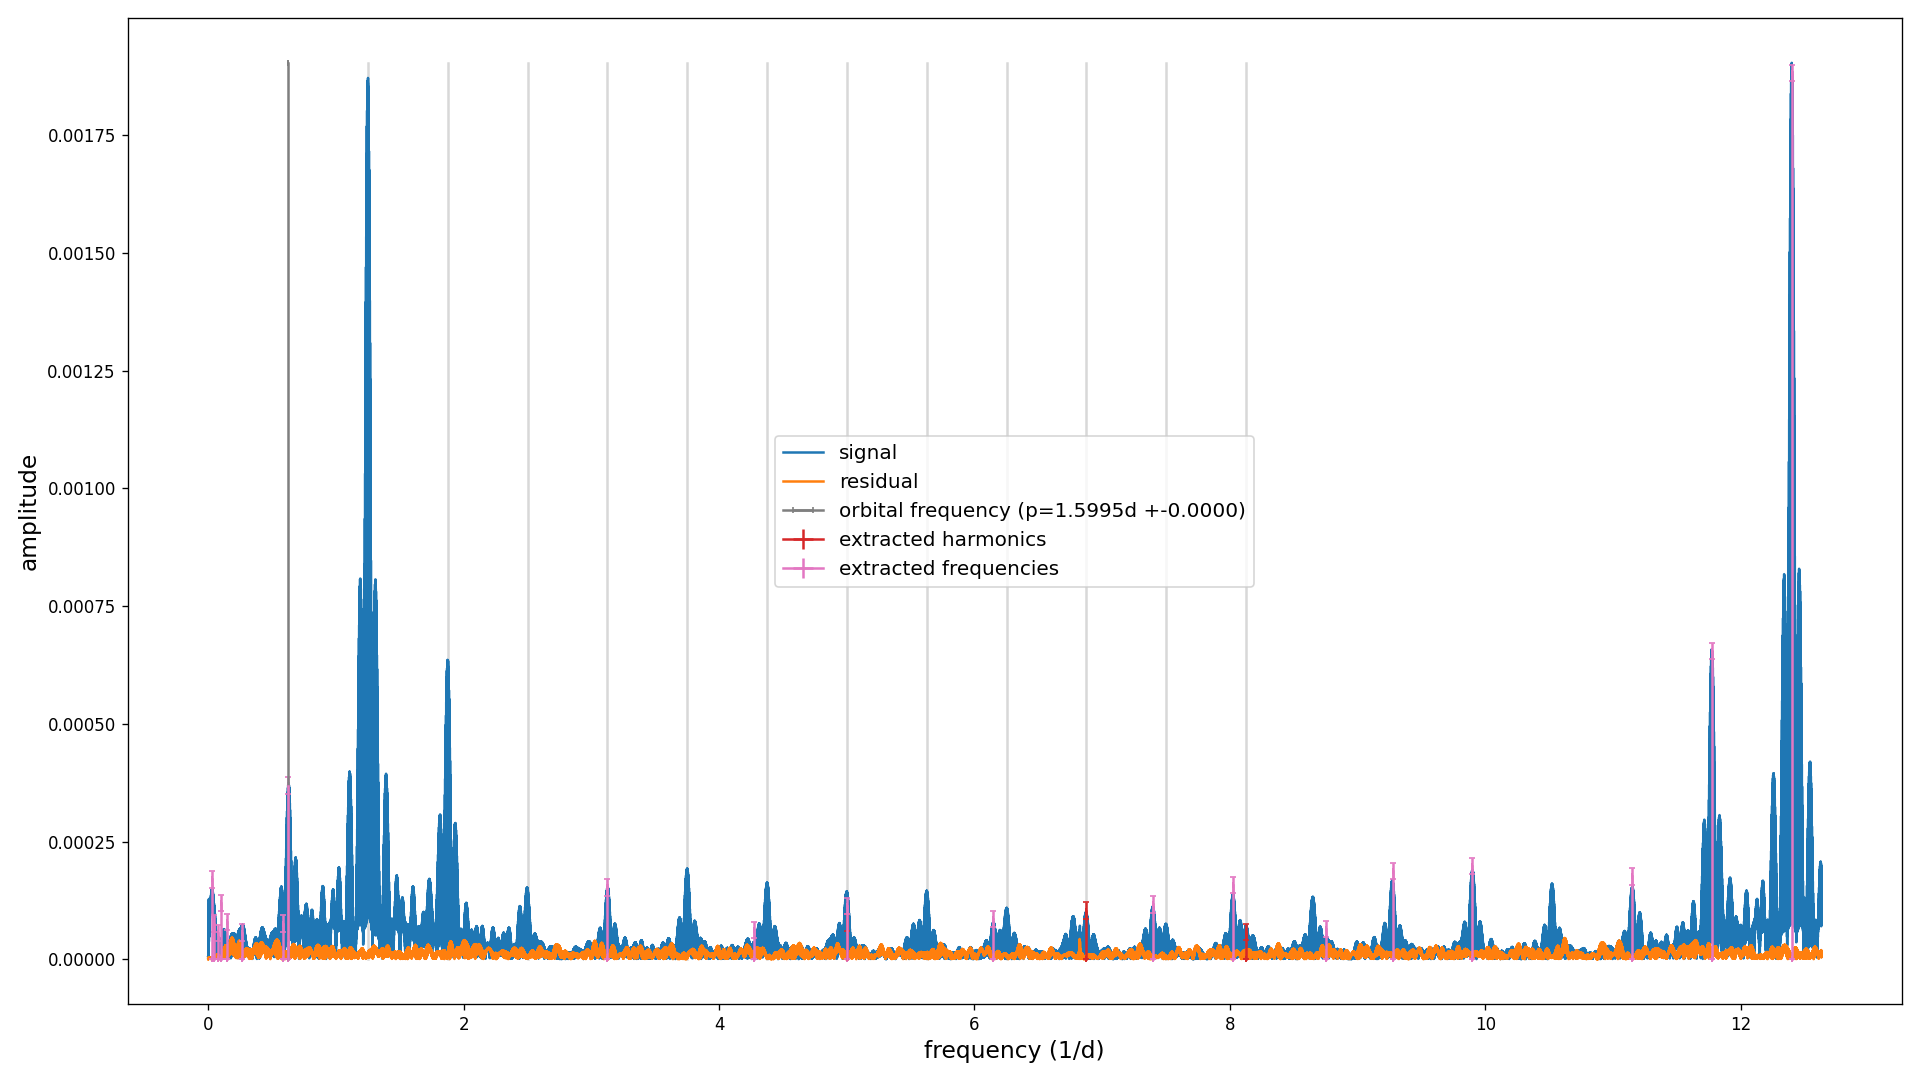 amplitude
0.00175
0.00150
0.00125
0.00100
0.00075
0.00050
0.00025
0.00000
signal
residual
orbital frequency (p=1.5995d +-0.0000)
extracted harmonics
extracted frequencies
0 2 4 6 8 10 12
frequency (1/d)